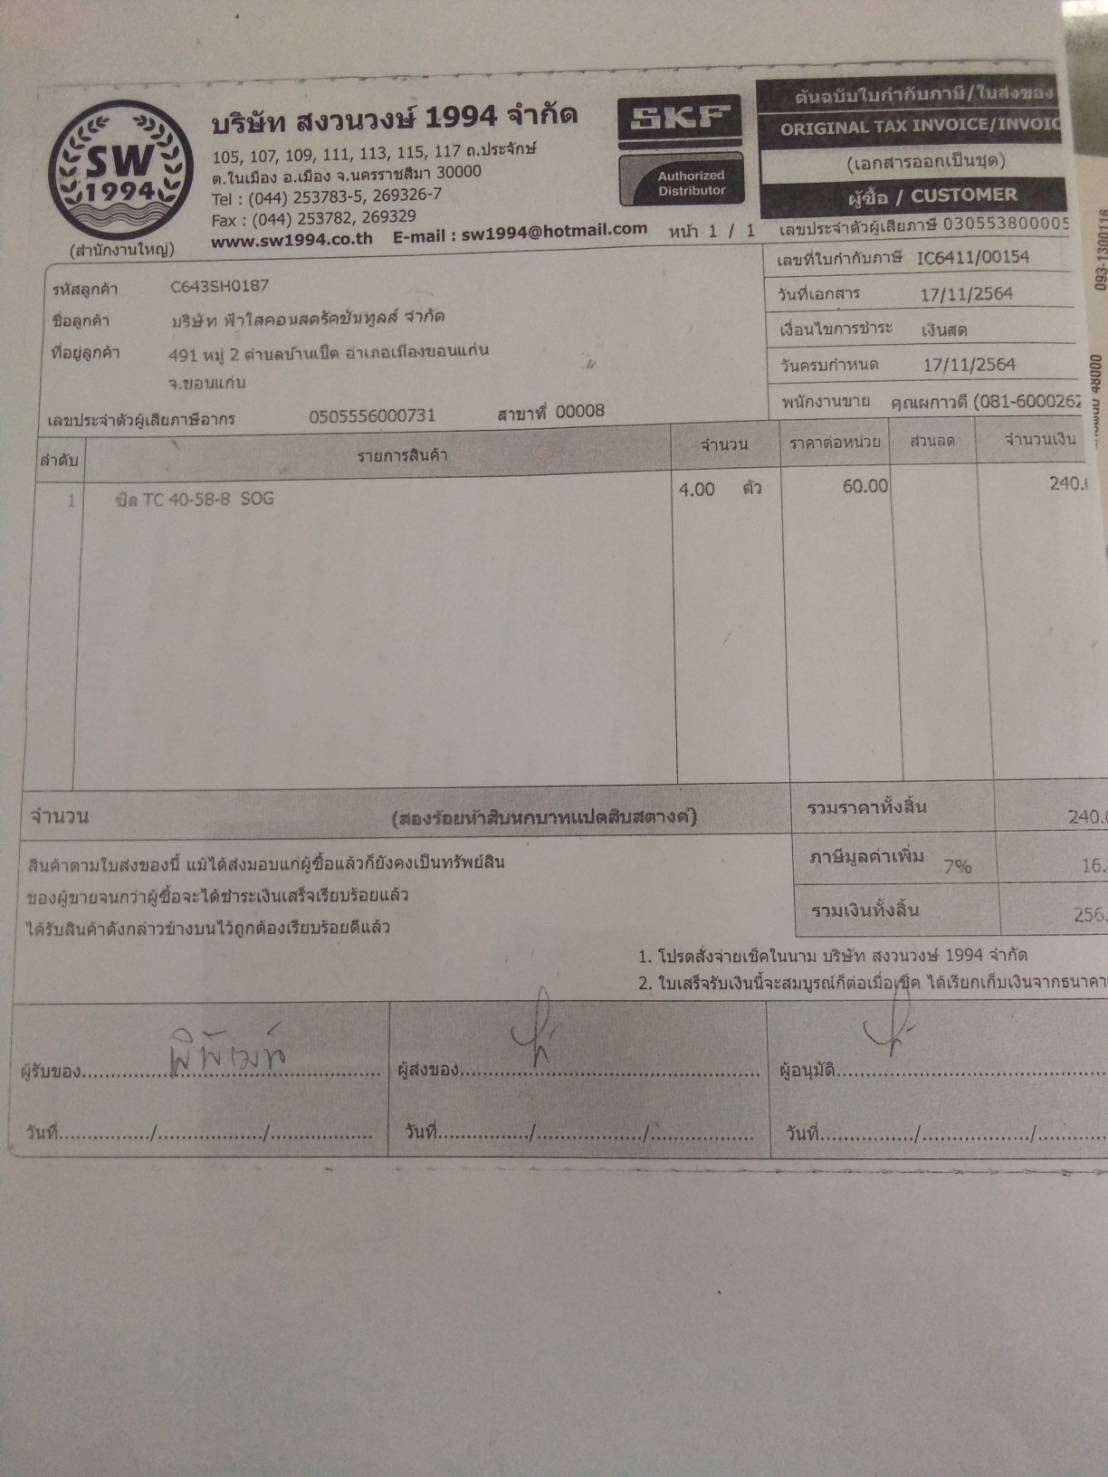 SW
1994
(สำนักงานใหญ่)
บริษัท สงวนวงษ์ 1994 จำกัด
105, 107, 109, 111, 113, 115, 117 ถ.ประจักษ์
ต.ในเมือง อ.เมือง จ.นครราชสีมา 30000
Tel : (044) 253783-5, 269326-7
Fax : (044) 253782, 269329
www.sw1994.co.th E-mail : sw1994@hotmail.com หน้า 1 / 1
SKF
Authorized
Distributor
ต้นฉบับใบกำกับภาษี/ใบส่งของ
ORIGINAL TAX INVOICE/INVOIC
(เอกสารออกเป็นชุด)
ผู้ซื้อ / CUSTOMER
เลขประจำตัวผู้เสียภาษี 030553800005
เลขที่ใบกำกับภาษี IC6411/00154
วันที่เอกสาร 17/11/2564
เงื่อนไขการชำระ เงินสด
วันครบกำหนด 17/11/2564
พนักงานขาย คุณผกาวดี (081-6000262
รหัสลูกค้า C643SH0187
ชื่อลูกค้า บริษัท ฟ้าใสคอนสตรัคชั่นทูลส์ จำกัด
ที่อยู่ลูกค้า 491 หมู่ 2 ตำบลบ้านเป็ด อำเภอเมืองขอนแก่น
จ.ขอนแก่น
เลขประจำตัวผู้เสียภาษีอากร 0505556000731 สาขาที่ 00008
ลำดับ รายการสินค้า จำนวน ราคาต่อหน่วย ส่วนลด จำนวนเงิน
1 ซีล TC 40-58-8 SOG 4.00 ตัว 60.00 240.
จำนวน (สองร้อยห้าสิบหกบาทแปดสิบสตางค์) รวมราคาทั้งสิ้น 240.
ภาษีมูลค่าเพิ่ม 7% 16.
รวมเงินทั้งสิ้น 256.
สินค้าตามใบส่งของนี้ แม้ได้ส่งมอบแก่ผู้ซื้อแล้วก็ยังคงเป็นทรัพย์สิน
ของผู้ขายจนกว่าผู้ซื้อจะได้ชำระเงินเสร็จเรียบร้อยแล้ว
ได้รับสินค้าดังกล่าวข้างบนไว้ถูกต้องเรียบร้อยดีแล้ว
1. โปรดสั่งจ่ายเช็คในนาม บริษัท สงวนวงษ์ 1994 จำกัด
2. ใบเสร็จรับเงินนี้จะสมบูรณ์ก็ต่อเมื่อเช็ค ได้เรียกเก็บเงินจากธนาคาร
ผู้รับของ ผู้ส่งของ ผู้อนุมัติ
วันที่ / / วันที่ / / วันที่ / /
093-1300116
48000